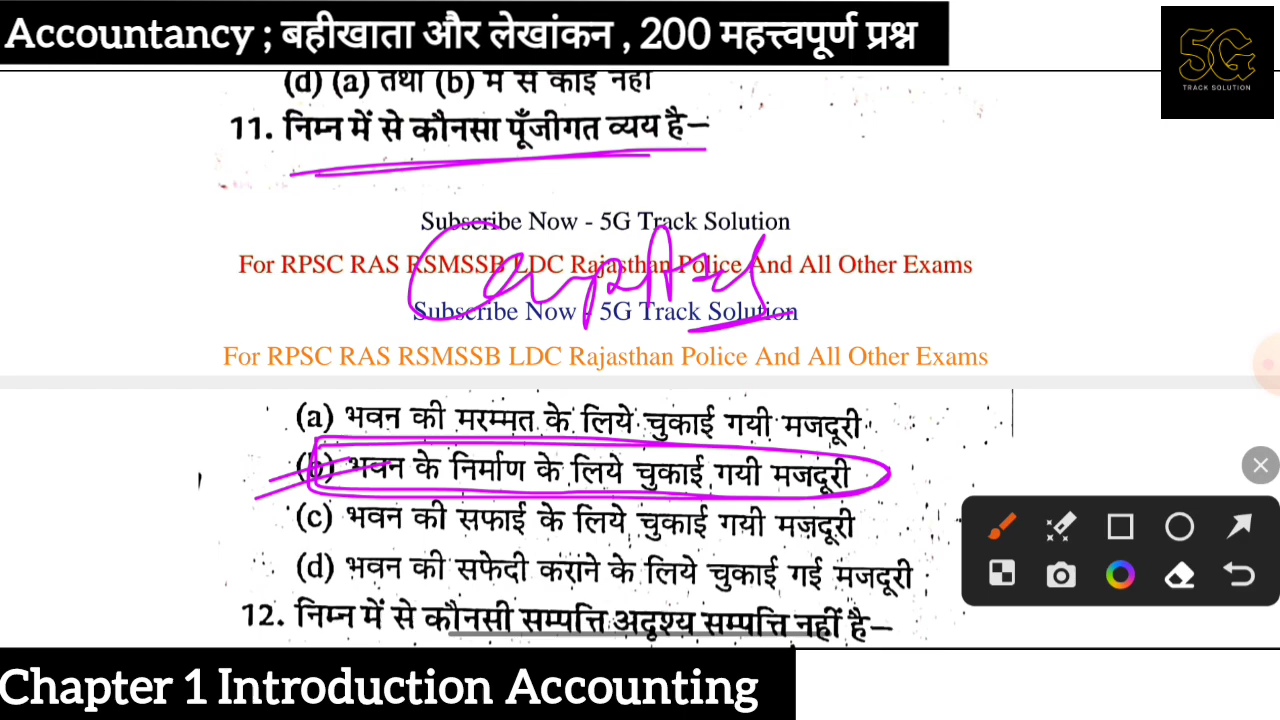 Accountancy ; बहीखाता और लेखांकन , 200 महत्त्वपूर्ण प्रश्न
5G
TRACK SOLUTION
(d) (a) तथा (b) में से कोई नहीं
11. निम्न में से कौनसा पूँजीगत व्यय है–
Subscribe Now - 5G Track Solution
For RPSC RAS RSMSSB LDC Rajasthan Police And All Other Exams
Subscribe Now - 5G Track Solution
For RPSC RAS RSMSSB LDC Rajasthan Police And All Other Exams
(a) भवन की मरम्मत के लिये चुकाई गयी मजदूरी
(b) भवन के निर्माण के लिये चुकाई गयी मजदूरी
(c) भवन की सफाई के लिये चुकाई गयी मजदूरी
(d) भवन की सफेदी कराने के लिये चुकाई गई मजदूरी
12. निम्न में से कौनसी सम्पत्ति अदृश्य सम्पत्ति नहीं है–
Chapter 1 Introduction Accounting